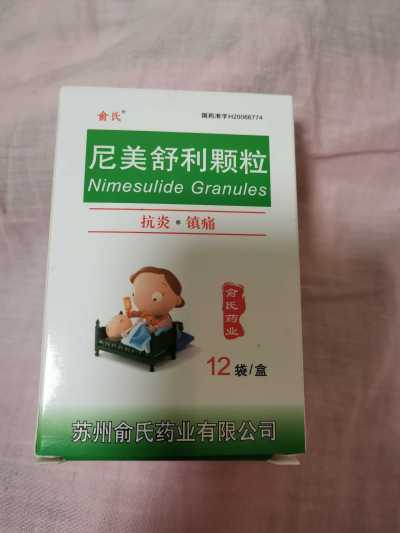 俞氏®
国药准字H20066774
尼美舒利颗粒
Nimesulide Granules
抗炎·镇痛
俞氏药业
12袋/盒
苏州俞氏药业有限公司